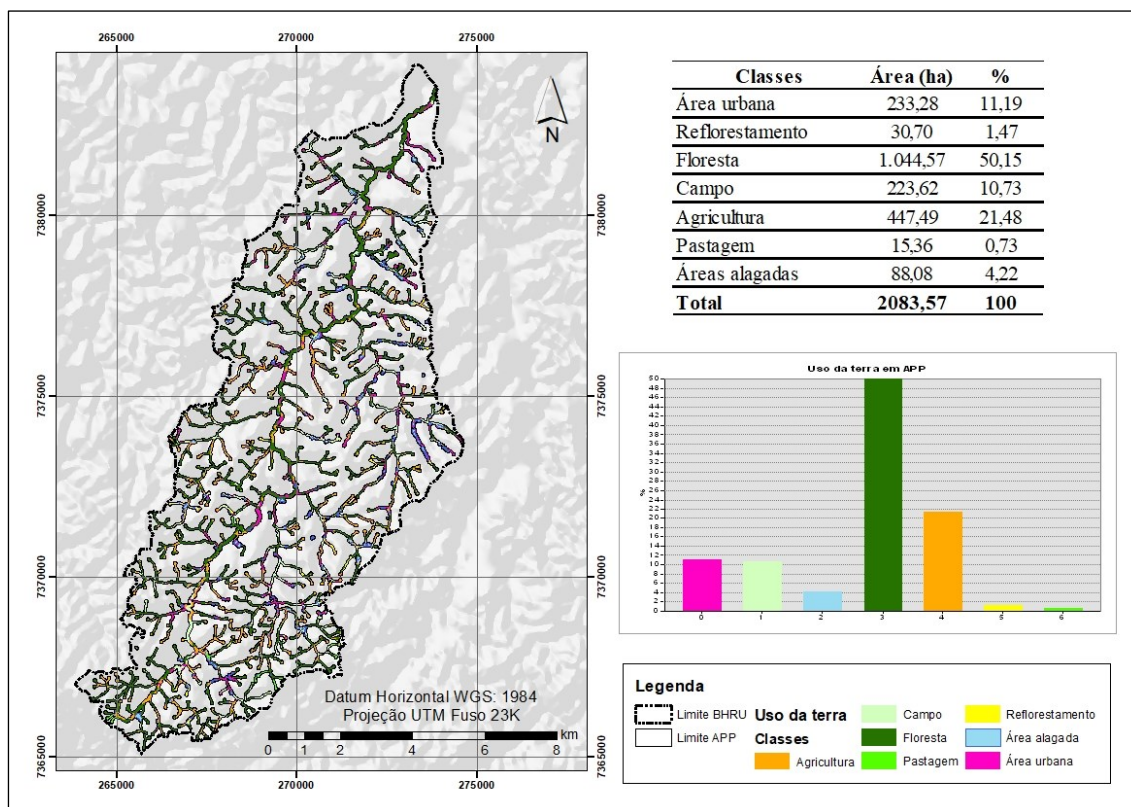 265000 270000 275000
7380000
7375000
7370000
7365000
7380000
7375000
7370000
7365000
N
Datum Horizontal WGS: 1984
Projeção UTM Fuso 23K
0 1 2 4 6 8 km
265000 270000 275000
Classes Área (ha) %
Área urbana 233,28 11,19
Reflorestamento 30,70 1,47
Floresta 1.044,57 50,15
Campo 223,62 10,73
Agricultura 447,49 21,48
Pastagem 15,36 0,73
Áreas alagadas 88,08 4,22
Total 2083,57 100
Uso da terra em APP
%
50
48
46
44
42
40
38
36
34
32
30
28
26
24
22
20
18
16
14
12
10
8
6
4
2
0
0 1 2 3 4 5 6
Legenda
Limite BHRU
Limite APP
Uso da terra
Classes
Agricultura
Campo
Floresta
Pastagem
Reflorestamento
Área alagada
Área urbana